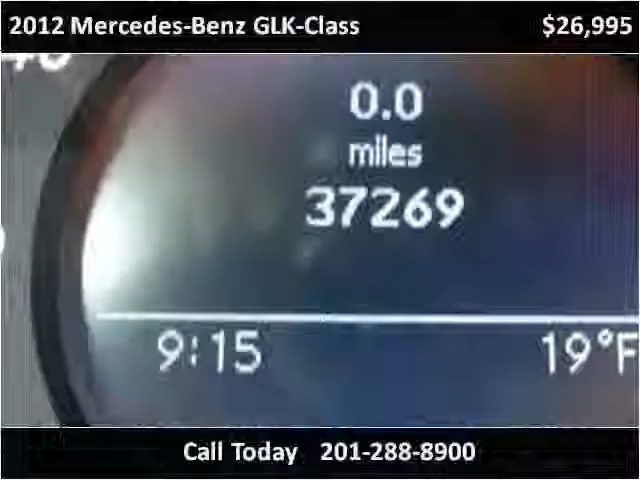 2012 Mercedes-Benz GLK-Class $26,995
0.0
miles
37269
9:15 19°F
Call Today 201-288-8900